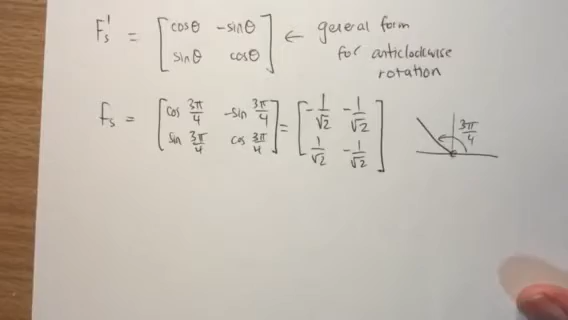 F's = [cosθ -sinθ ← general form
sinθ cosθ] for anticlockwise
rotation
Fs = [cos 3π/4 -sin 3π/4 = [-1/√2 -1/√2 3π/4
sin 3π/4 cos 3π/4] 1/√2 -1/√2]